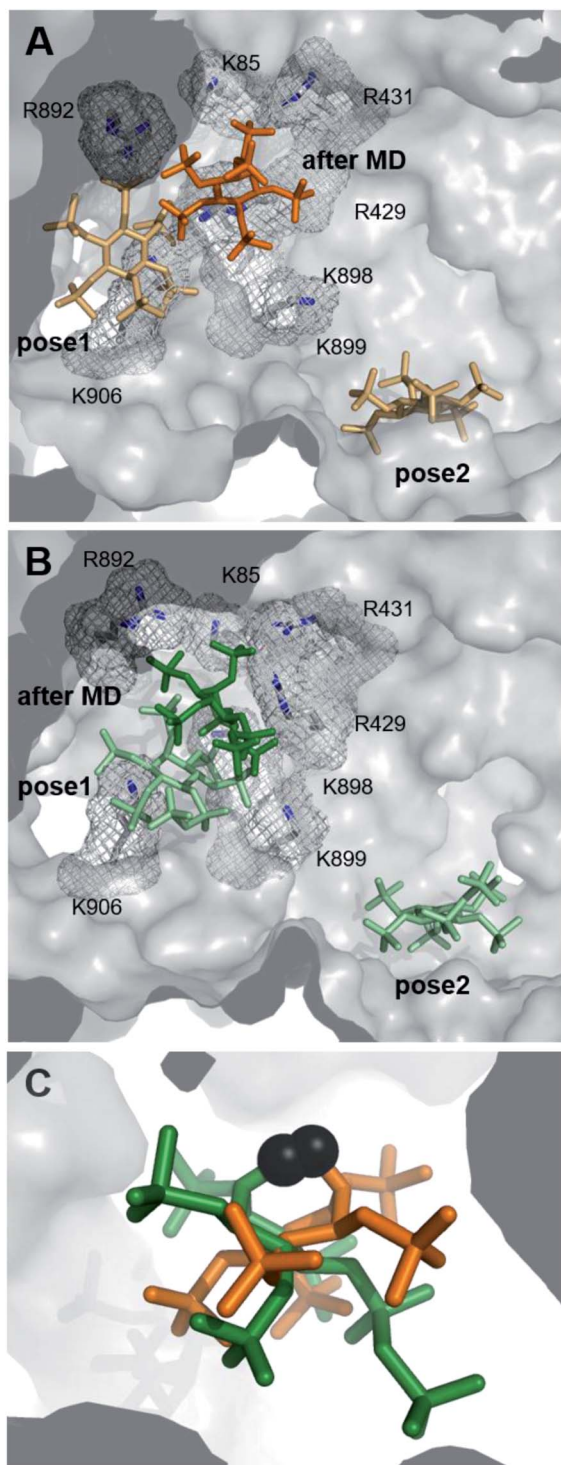 A
K85
R892
R431
after MD
R429
K898
pose1
K899
K906
pose2
B
R892
K85
R431
after MD
R429
pose1
K898
K899
K906
pose2
C